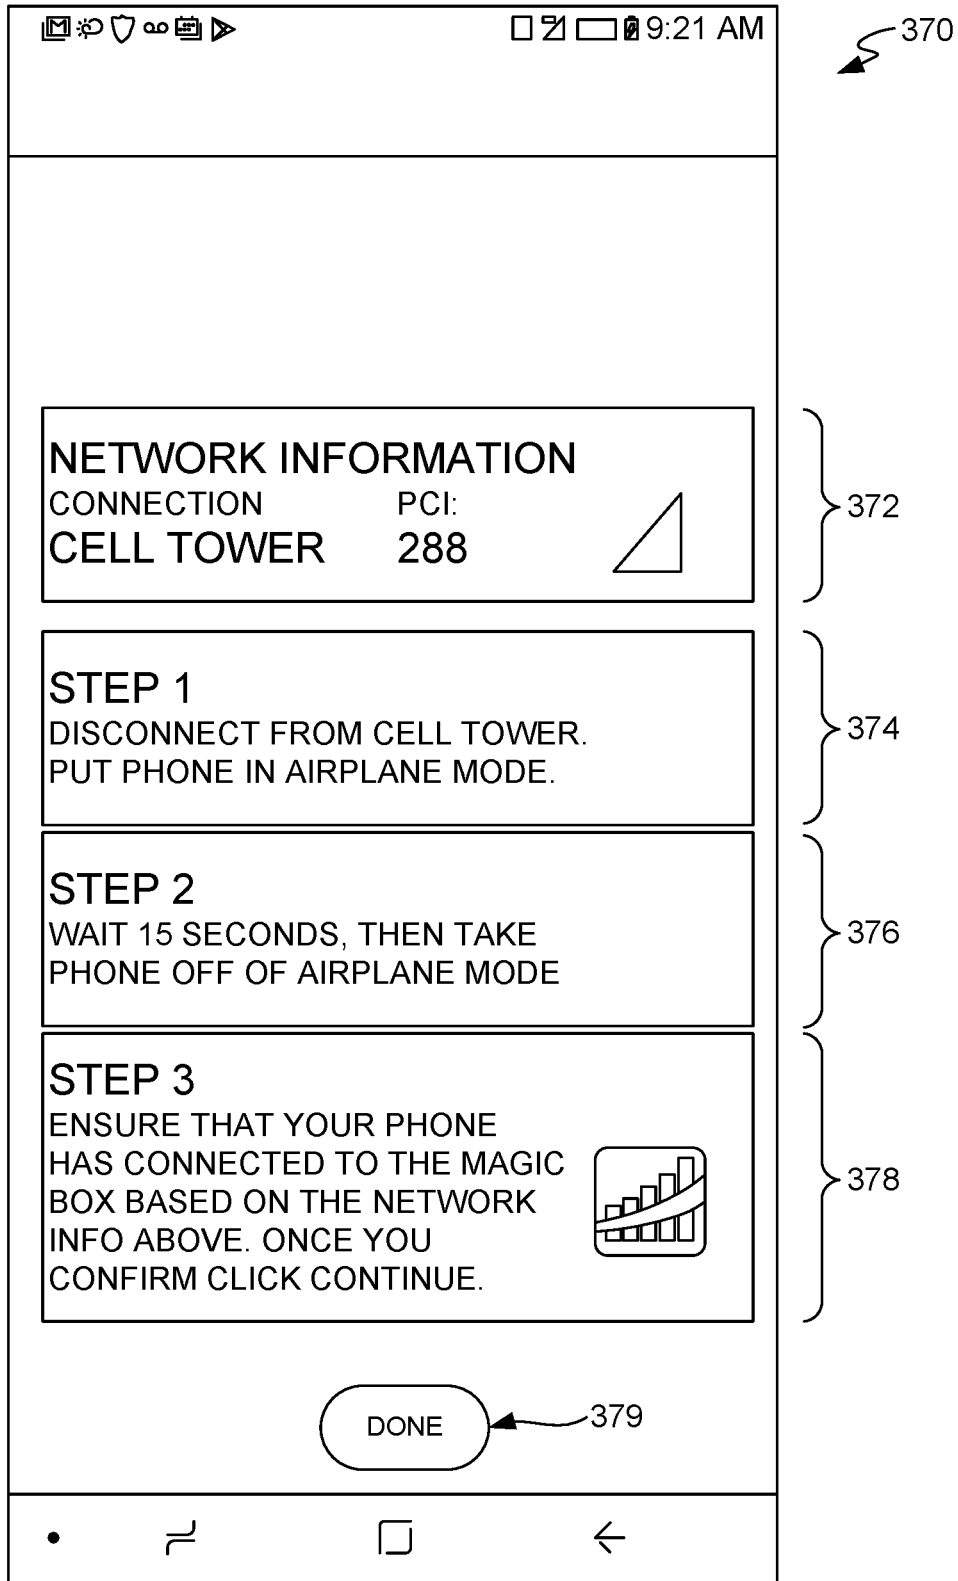 9:21 AM
370
NETWORK INFORMATION
CONNECTION PCI:
CELL TOWER 288
372
STEP 1
DISCONNECT FROM CELL TOWER.
PUT PHONE IN AIRPLANE MODE.
374
STEP 2
WAIT 15 SECONDS, THEN TAKE
PHONE OFF OF AIRPLANE MODE
376
STEP 3
ENSURE THAT YOUR PHONE
HAS CONNECTED TO THE MAGIC
BOX BASED ON THE NETWORK
INFO ABOVE. ONCE YOU
CONFIRM CLICK CONTINUE.
378
DONE
379